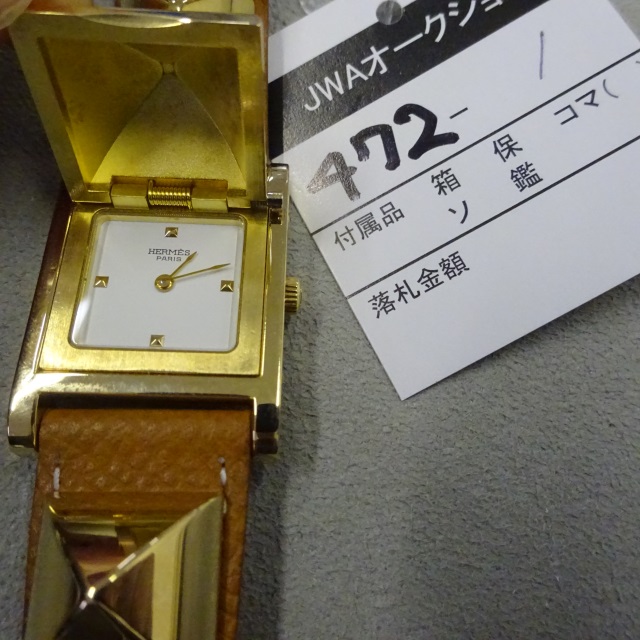 HERMÈS
PARIS
JWAオークショ
472-1
付属品 箱 保 コマ( )
ソ 鑑
落札金額